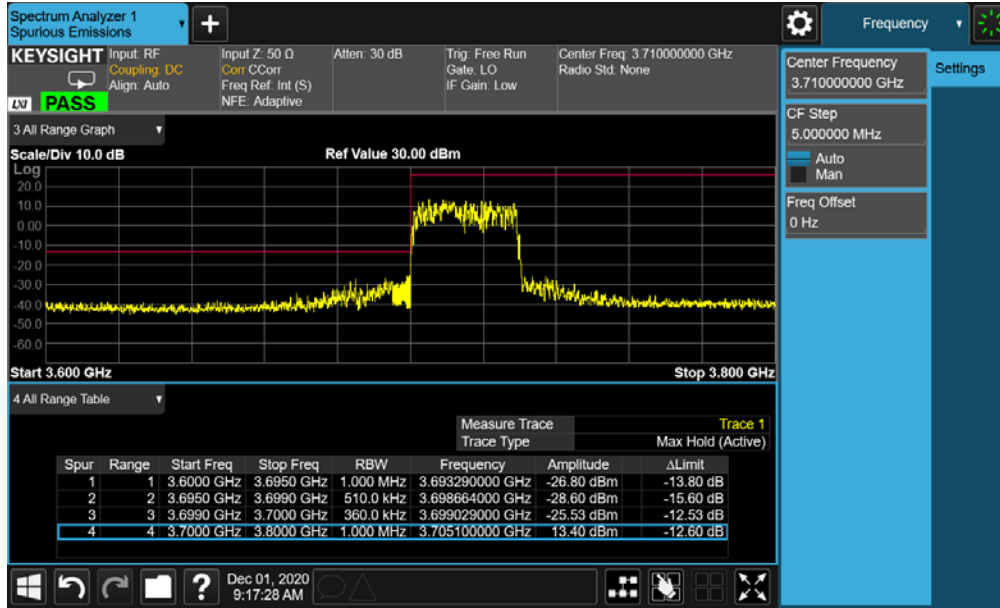 Spectrum Analyzer 1
Spurious Emissions
+
Frequency
KEYSIGHT
Input: RF
Coupling: DC
Align: Auto
Input Z: 50 Ω
Corr CCorr
Freq Ref: Int (S)
NFE: Adaptive
Atten: 30 dB
Trig: Free Run
Gate: LO
IF Gain: Low
Center Freq: 3.710000000 GHz
Radio Std: None
LXI PASS
Center Frequency
3.710000000 GHz
Settings
CF Step
5.000000 MHz
Auto
Man
Freq Offset
0 Hz
3 All Range Graph
Scale/Div 10.0 dB
Ref Value 30.00 dBm
Log
20.0
10.0
0.00
-10.0
-20.0
-30.0
-40.0
-50.0
-60.0
Start 3.600 GHz
Stop 3.800 GHz
4 All Range Table
Measure Trace Trace 1
Trace Type Max Hold (Active)
Spur Range Start Freq Stop Freq RBW Frequency Amplitude ΔLimit
1 1 3.6000 GHz 3.6950 GHz 1.000 MHz 3.693290000 GHz -26.80 dBm -13.80 dB
2 2 3.6950 GHz 3.6990 GHz 510.0 kHz 3.698664000 GHz -28.60 dBm -15.60 dB
3 3 3.6990 GHz 3.7000 GHz 360.0 kHz 3.699029000 GHz -25.53 dBm -12.53 dB
4 4 3.7000 GHz 3.8000 GHz 1.000 MHz 3.705100000 GHz 13.40 dBm -12.60 dB
?
Dec 01, 2020
9:17:28 AM